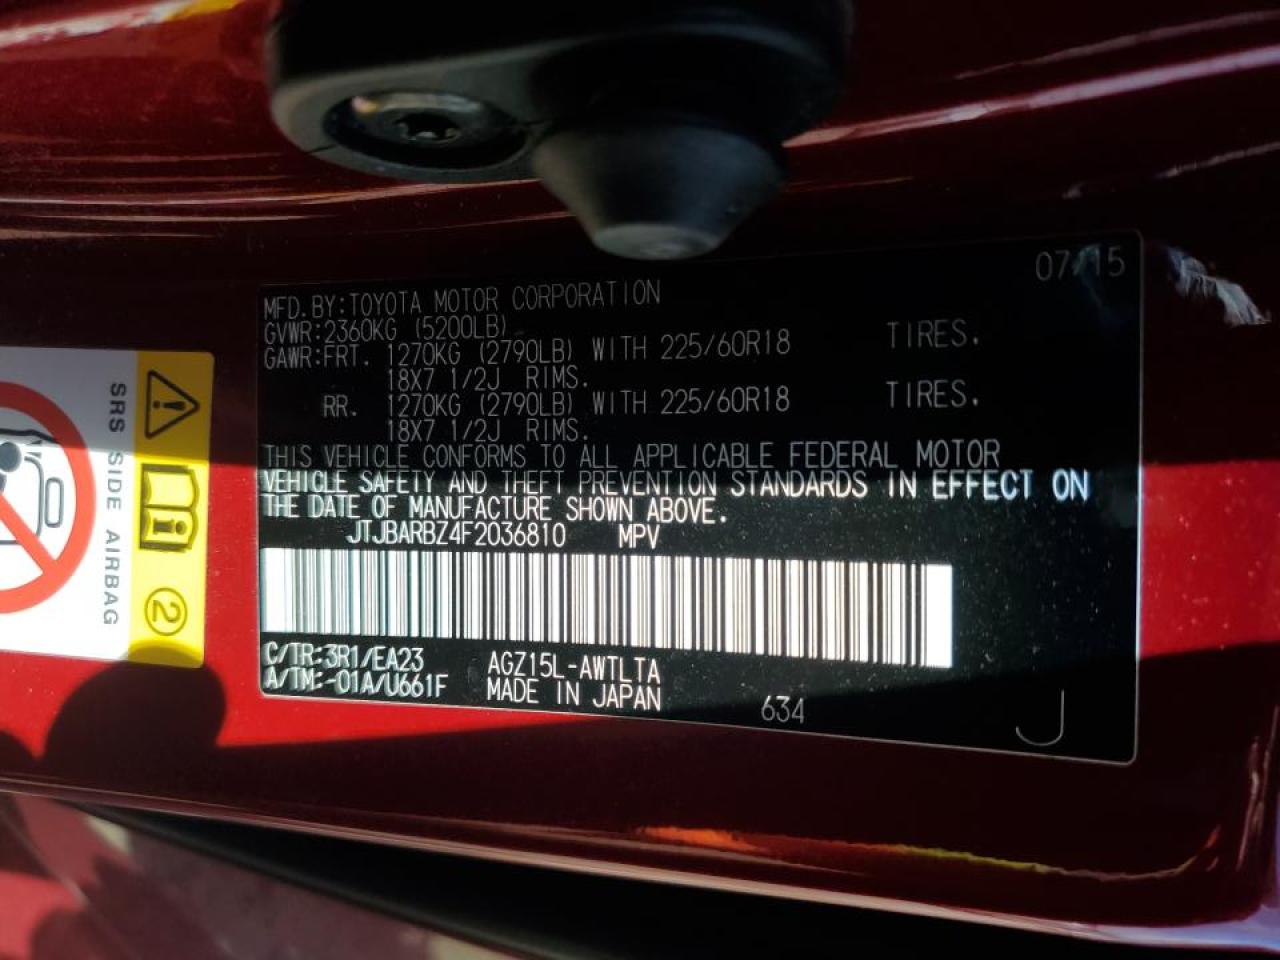 07/15
MFD.BY:TOYOTA MOTOR CORPORATION
GVWR:2360KG (5200LB)
GAWR:FRT. 1270KG (2790LB) WITH 225/60R18 TIRES.
18X7 1/2J RIMS.
RR. 1270KG (2790LB) WITH 225/60R18 TIRES.
18X7 1/2J RIMS.
THIS VEHICLE CONFORMS TO ALL APPLICABLE FEDERAL MOTOR
VEHICLE SAFETY AND THEFT PREVENTION STANDARDS IN EFFECT ON
THE DATE OF MANUFACTURE SHOWN ABOVE.
JTJBARBZ4F2036810 MPV
C/TR:3R1/EA23 AGZ15L-AWTLTA
A/TM:-01A/U661F MADE IN JAPAN
634 J
SRS SIDE AIRBAG
2